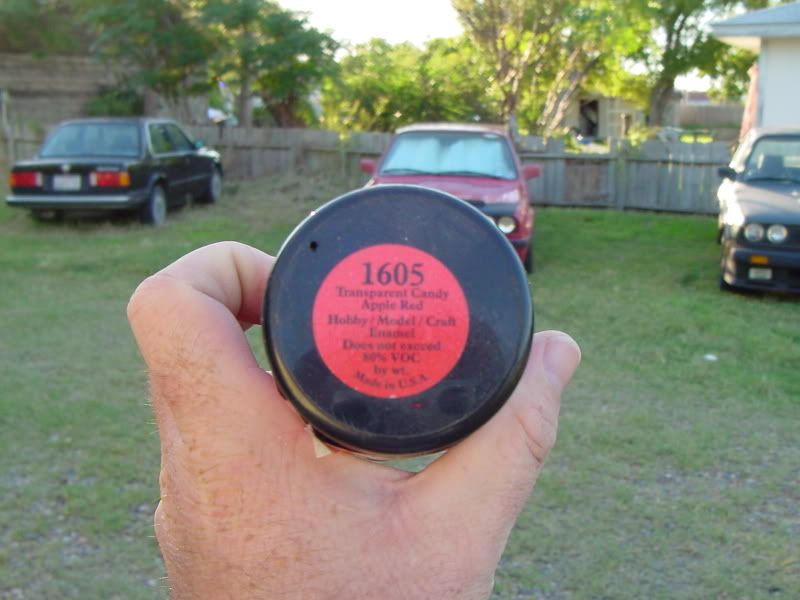 1605
Transparent Candy
Apple Red
Hobby / Model / Craft
Enamel
Does not exceed
80% VOC
by wt.
Made in U.S.A.